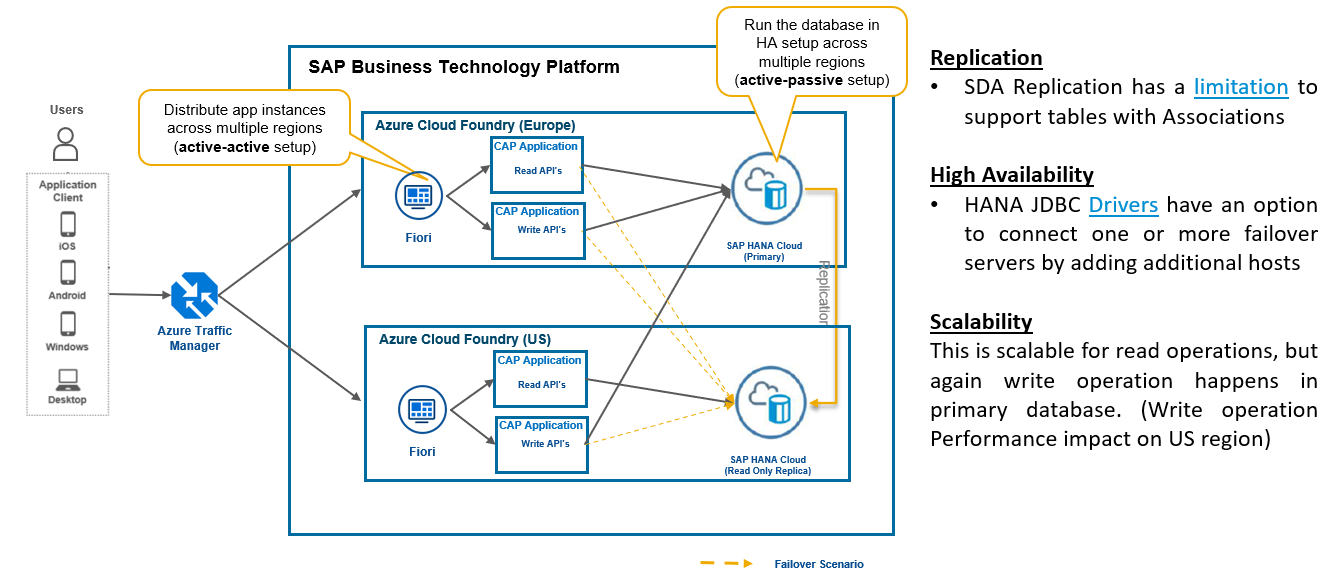 Run the database in
HA setup across
multiple regions
(active-passive setup)
SAP Business Technology Platform
Distribute app instances
across multiple regions
(active-active setup)
Users
Application
Client
iOS
Android
Windows
Desktop
Azure Traffic
Manager
Azure Cloud Foundry (Europe)
Fiori
CAP Application
Read API's
CAP Application
Write API's
SAP HANA Cloud
(Primary)
Replication
Azure Cloud Foundry (US)
Fiori
CAP Application
Read API's
CAP Application
Write API's
SAP HANA Cloud
(Read Only Replica)
Failover Scenario
Replication
• SDA Replication has a limitation to
support tables with Associations
High Availability
• HANA JDBC Drivers have an option
to connect one or more failover
servers by adding additional hosts
Scalability
This is scalable for read operations, but
again write operation happens in
primary database. (Write operation
Performance impact on US region)